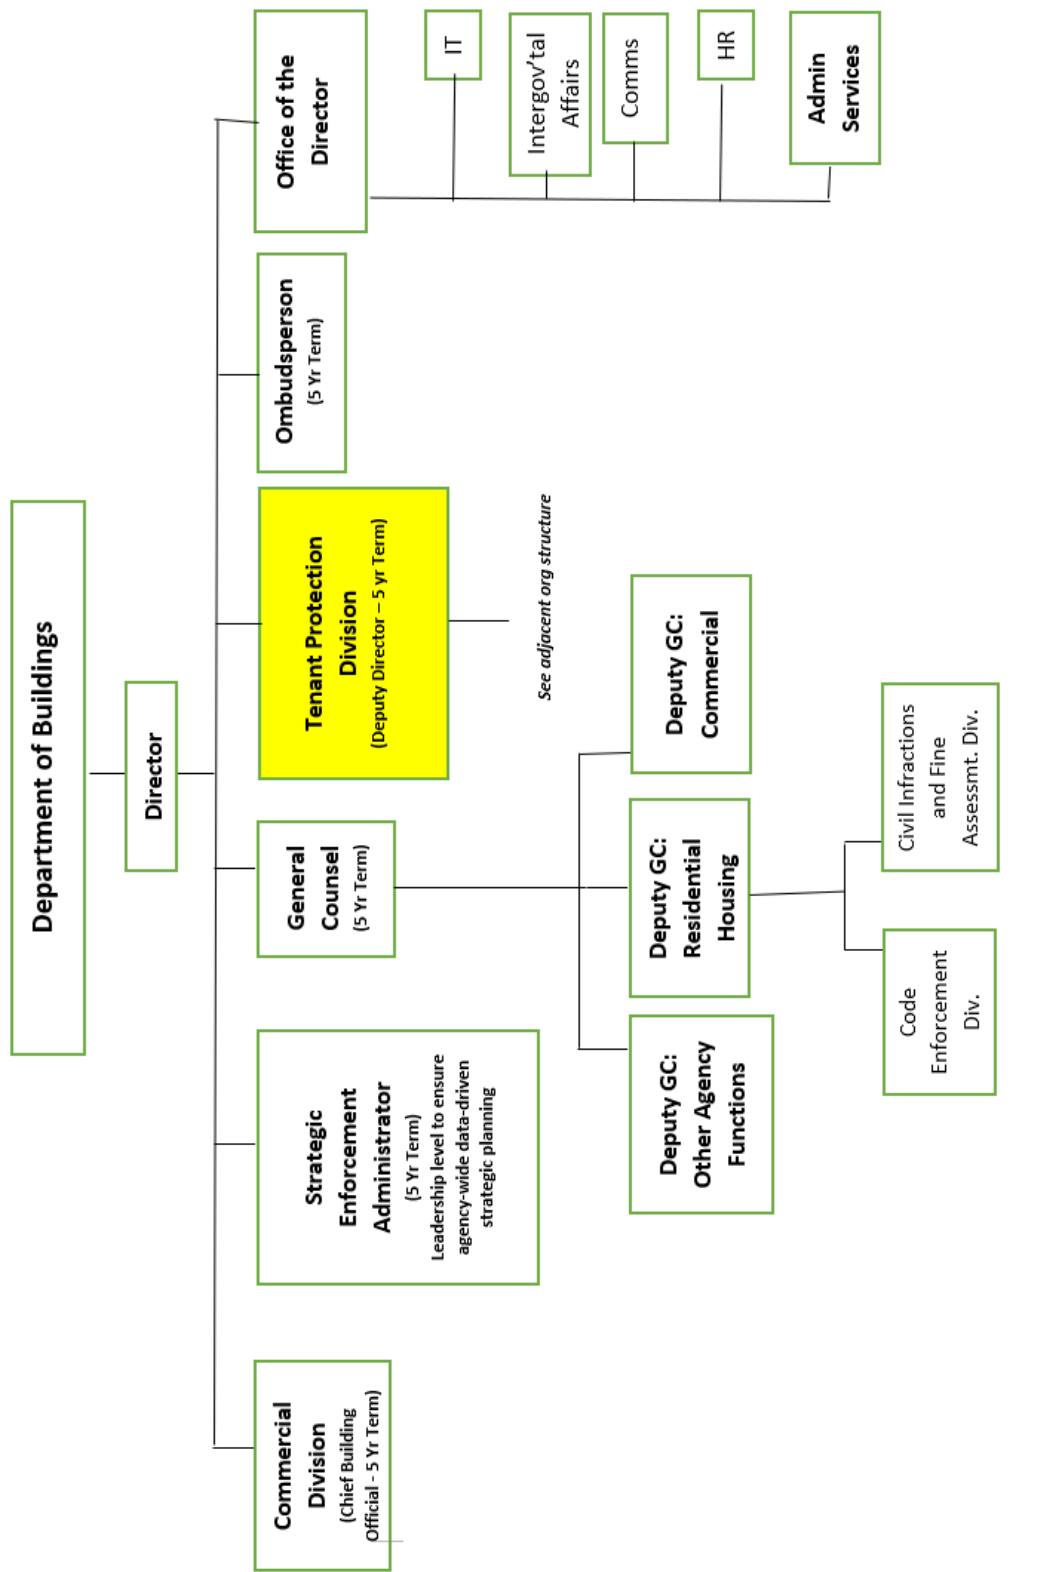 Department of Buildings
Director
Commercial
Division
(Chief Building
Official - 5 Yr Term)
Strategic
Enforcement
Administrator
(5 Yr Term)
Leadership level to ensure
agency-wide data-driven
strategic planning
General
Counsel
(5 Yr Term)
Tenant Protection
Division
(Deputy Director – 5 yr Term)
Ombudsperson
(5 Yr Term)
Office of the
Director
See adjacent org structure
IT
Intergov'tal
Affairs
Comms
HR
Admin
Services
Deputy GC:
Other Agency
Functions
Deputy GC:
Residential
Housing
Deputy GC:
Commercial
Code
Enforcement
Div.
Civil Infractions
and Fine
Assessmt. Div.